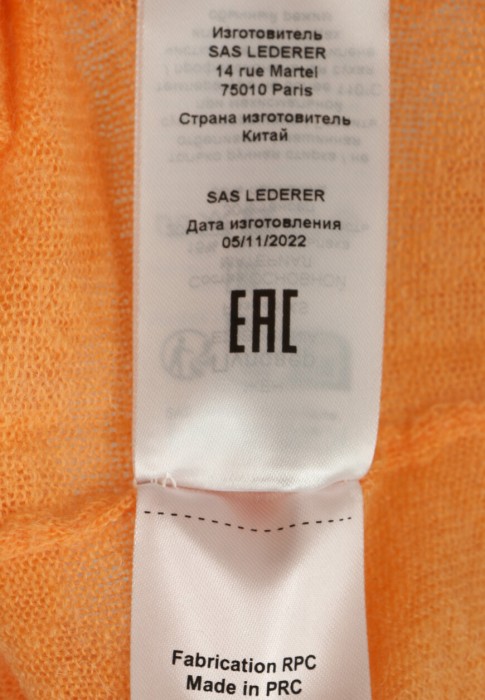 Изготовитель
SAS LEDERER
14 rue Martel
75010 Paris
Страна изготовитель
Китай
SAS LEDERER
Дата изготовления
05/11/2022
EAC
Fabrication RPC
Made in PRC